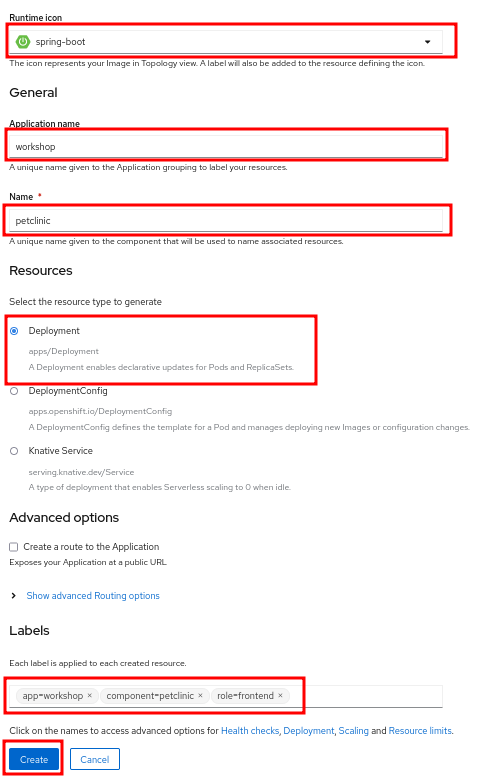 Runtime icon
spring-boot
The icon represents your Image in Topology view. A label will also be added to the resource defining the icon.
General
Application name
workshop
A unique name given to the Application grouping to label your resources.
Name *
petclinic
A unique name given to the component that will be used to name associated resources.
Resources
Select the resource type to generate
Deployment
apps/Deployment
A Deployment enables declarative updates for Pods and ReplicaSets.
DeploymentConfig
apps.openshift.io/DeploymentConfig
A DeploymentConfig defines the template for a Pod and manages deploying new Images or configuration changes.
Knative Service
serving.knative.dev/Service
A type of deployment that enables Serverless scaling to 0 when idle.
Advanced options
Create a route to the Application
Exposes your Application at a public URL
Show advanced Routing options
Labels
Each label is applied to each created resource.
app=workshop × component=petclinic × role=frontend ×
Click on the names to access advanced options for Health checks, Deployment, Scaling and Resource limits.
Create Cancel